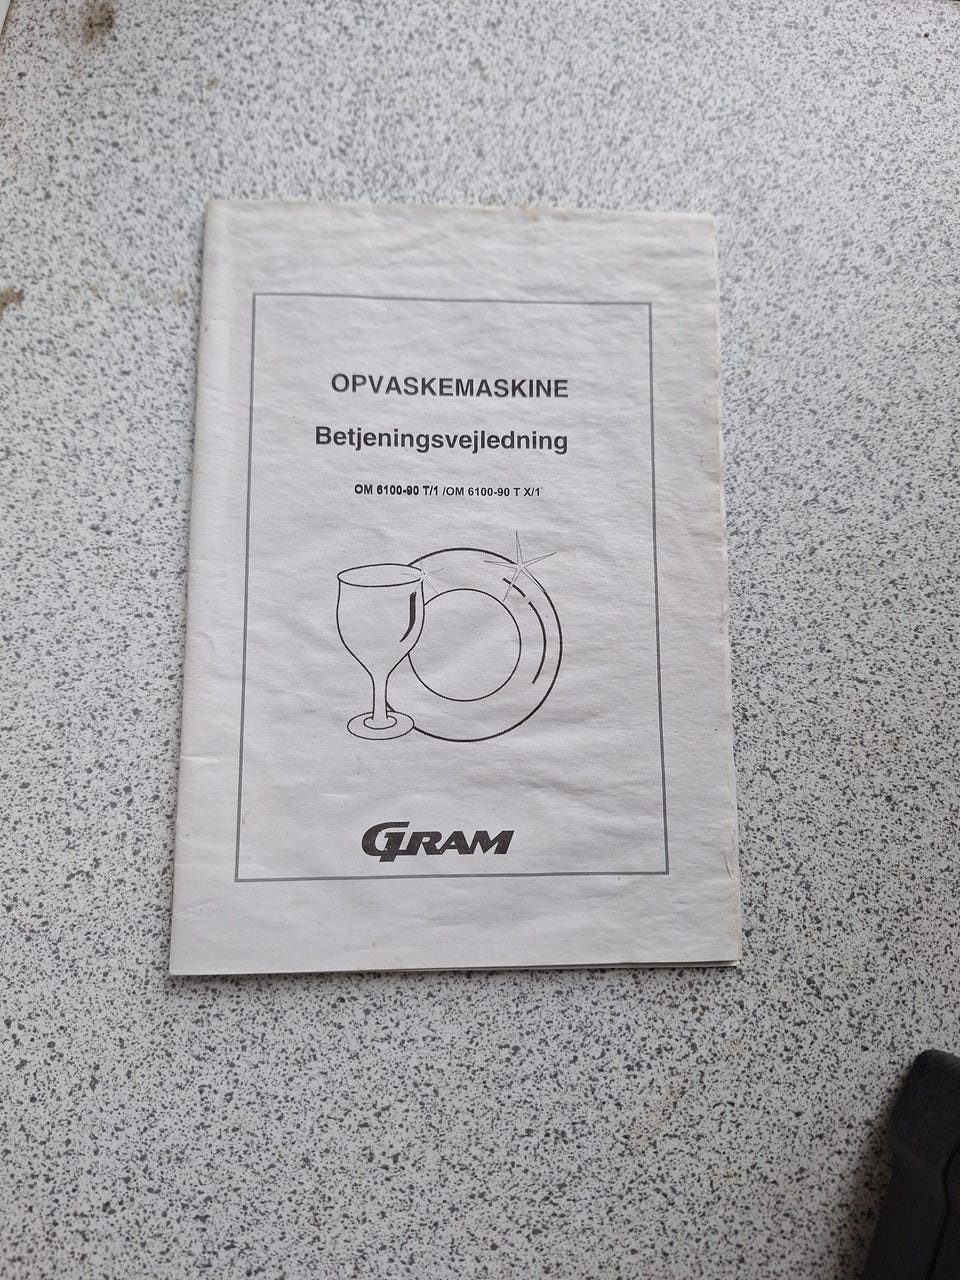 OPVASKEMASKINE
Betjeningsvejledning
OM 6100-90 T/1 /OM 6100-90 T X/1
GRAM